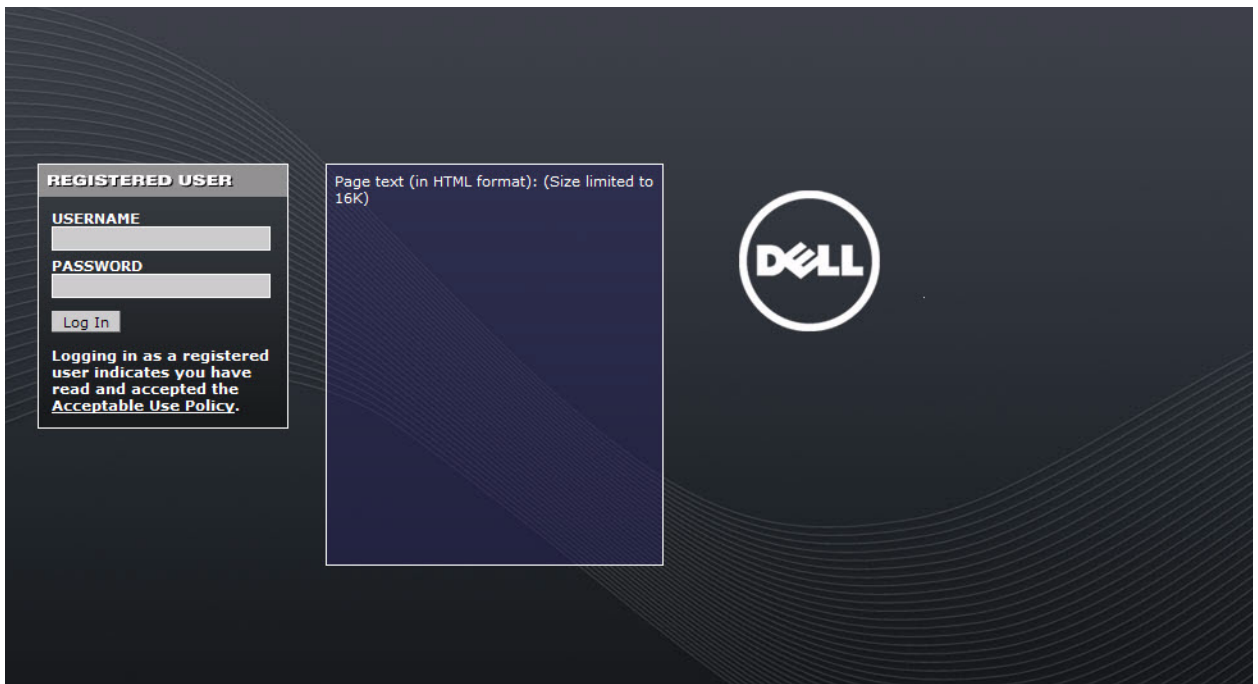 REGISTERED USER
USERNAME
PASSWORD
Log In
Logging in as a registered
user indicates you have
read and accepted the
Acceptable Use Policy.
Page text (in HTML format): (Size limited to
16K)
DELL